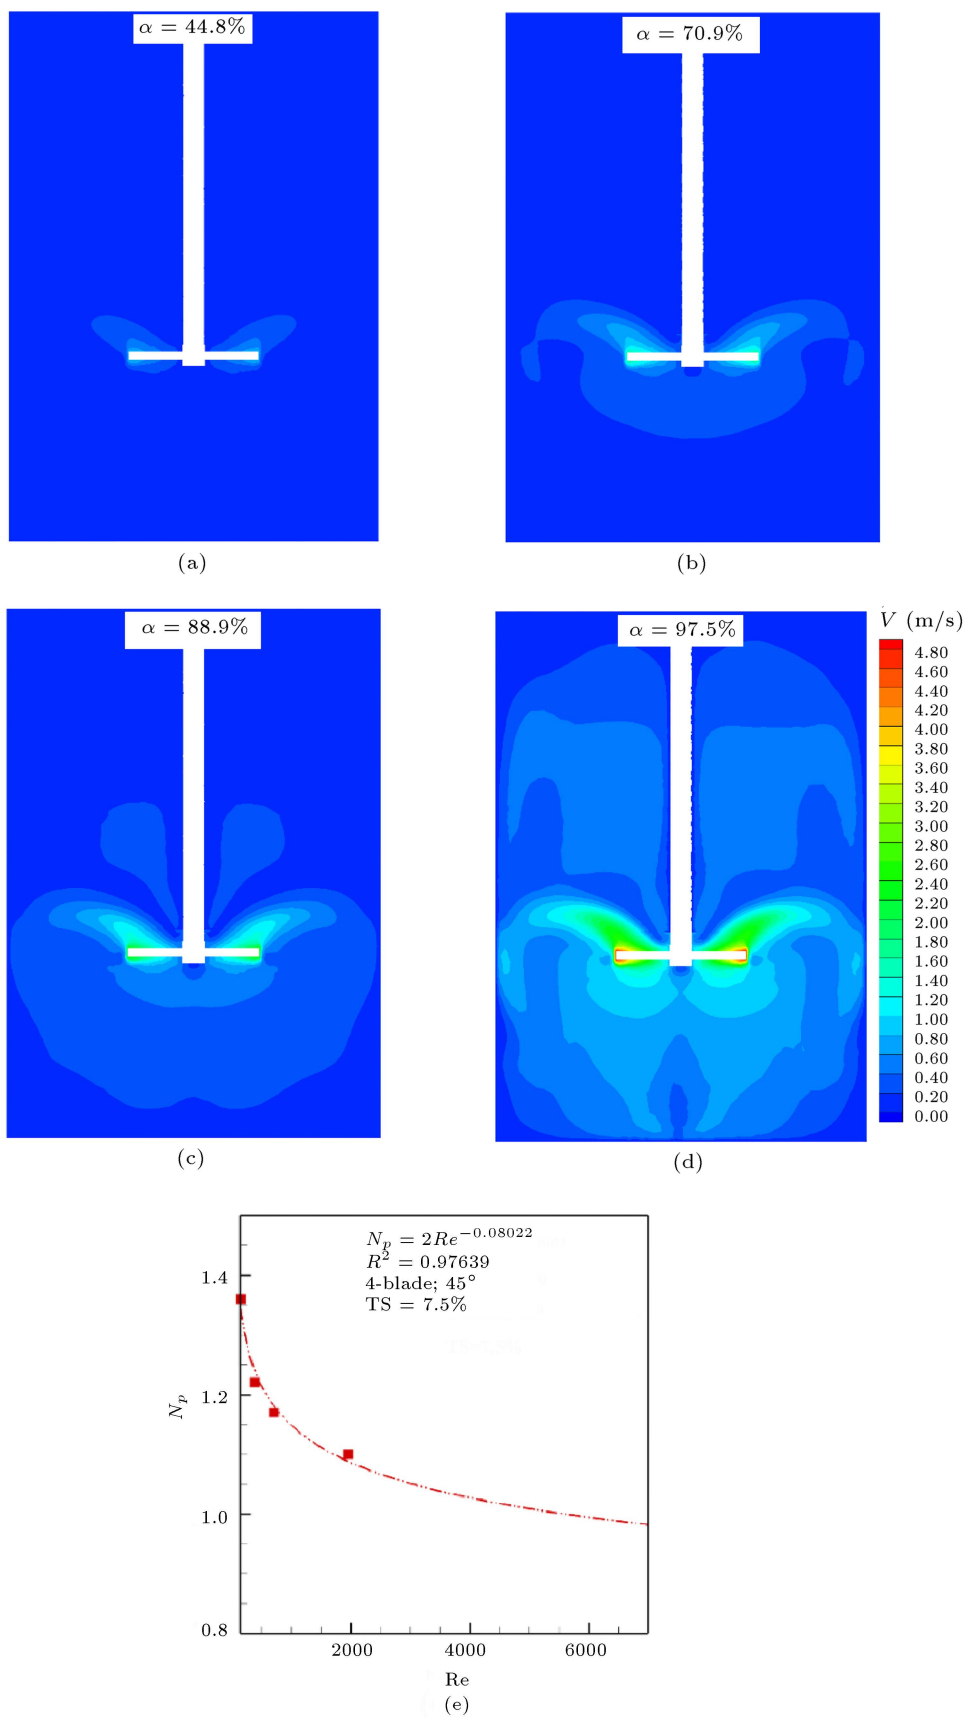 α = 44.8%
α = 70.9%
(a)
(b)
α = 88.9%
α = 97.5%
V (m/s)
4.80
4.60
4.40
4.20
4.00
3.80
3.60
3.40
3.20
3.00
2.80
2.60
2.40
2.20
2.00
1.80
1.60
1.40
1.20
1.00
0.80
0.60
0.40
0.20
0.00
(c)
(d)
N_p = 2Re^{-0.08022}
R^2 = 0.97639
4-blade; 45°
TS = 7.5%
1.4
1.2
1.0
0.8
N_p
2000
4000
6000
Re
(e)